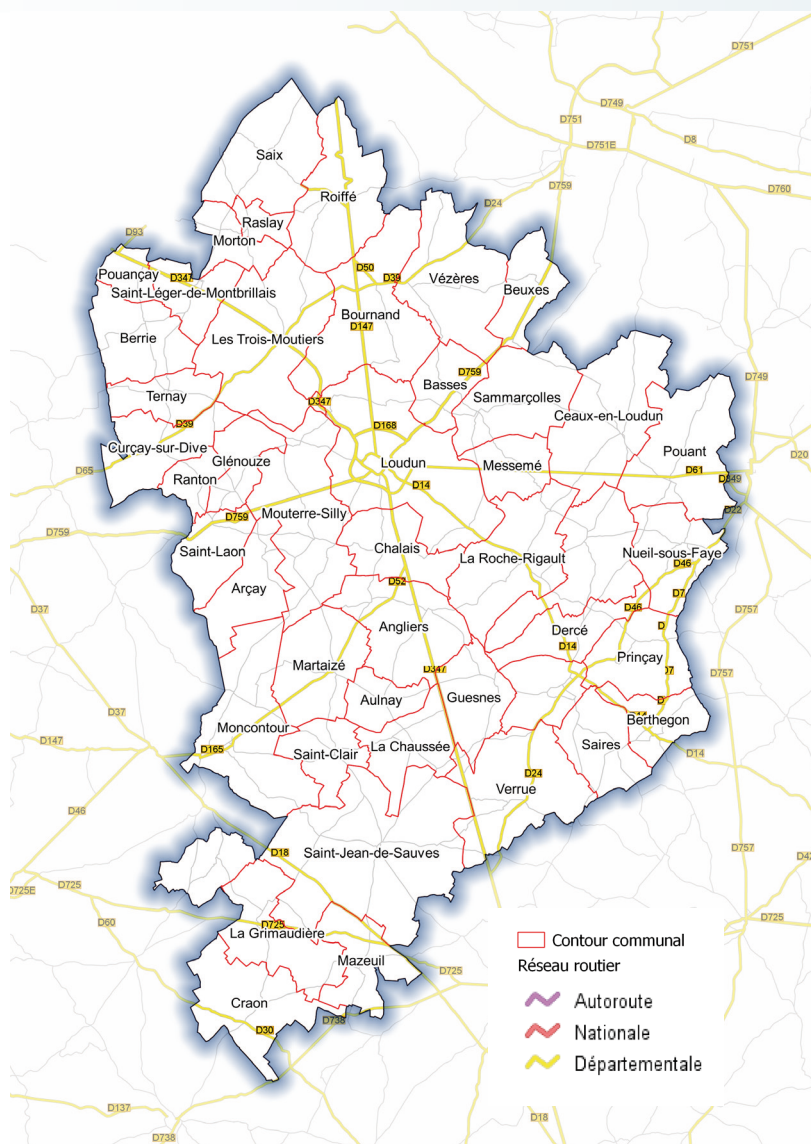 D751
D749
D751
D8
D751E
Saix
D759
D760
Roiffé
D24
Raslay
D93
Morton
Pouançay
D347
D50
D39
Vézères
Saint-Léger-de-Montbrillais
Beuxes
Bournand
D147
Berrie
Les Trois-Moutiers
D759
D749
Basses
Ternay
Sammarçolles
D347
Ceaux-en-Loudun
D39
D168
Curçay-sur-Dive
Pouant
D20
Glénouze
Loudun
Messemé
D65
D61
Ranton
D14
D349
D759
Mouterre-Silly
D22
D759
Saint-Laon
Chalais
La Roche-Rigault
Nueil-sous-Faye
D46
Arçay
D52
D7
D37
D46
D757
Angliers
Dercé
D
D14
Prinçay
Martaizé
D347
D7
D757
Aulnay
Guesnes
D
D37
Berthegon
Moncontour
D147
D165
Saint-Clair
La Chaussée
Saires
D14
D24
Verrue
D46
D18
Saint-Jean-de-Sauves
D757
D42
D725E
D725
D60
D725
D725
La Grimaudière
Contour communal
Mazeuil
Réseau routier
D725
Craon
Autoroute
D738
D30
Nationale
Départementale
D137
D18
D738